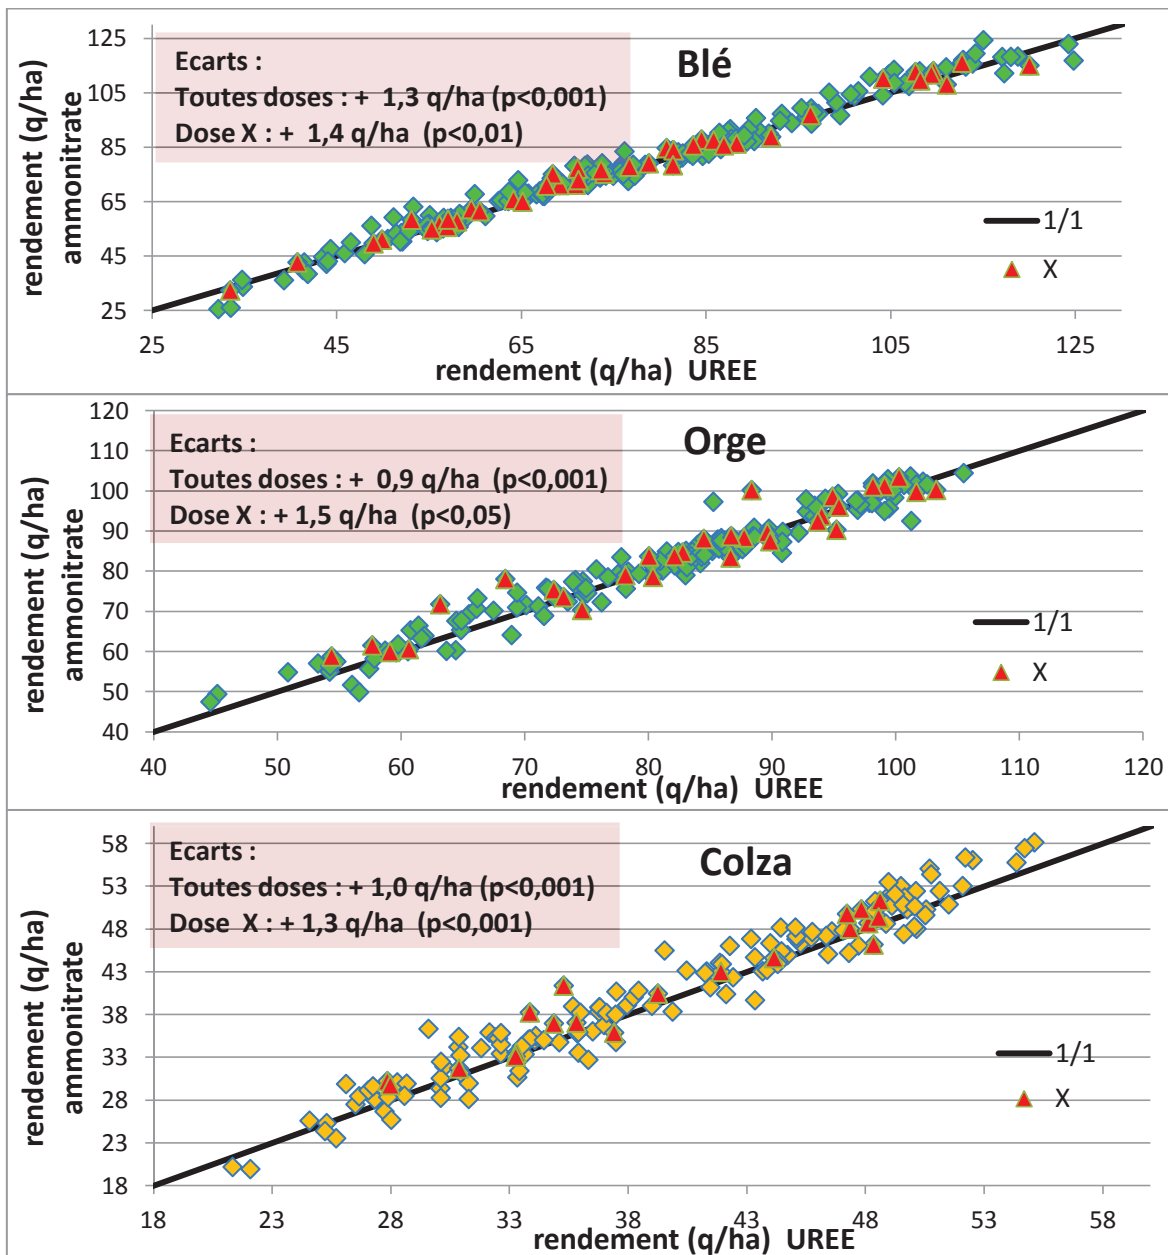 Blé
Ecarts :
Toutes doses : + 1,3 q/ha (p<0,001)
Dose X : + 1,4 q/ha (p<0,01)
rendement (q/ha)
ammonitrate
125
105
85
65
45
25
1/1
X
25 45 65 85 105 125
rendement (q/ha) UREE
Orge
Ecarts :
Toutes doses : + 0,9 q/ha (p<0,001)
Dose X : + 1,5 q/ha (p<0,05)
rendement (q/ha)
ammonitrate
120
110
100
90
80
70
60
50
40
1/1
X
40 50 60 70 80 90 100 110 120
rendement (q/ha) UREE
Colza
Ecarts :
Toutes doses : + 1,0 q/ha (p<0,001)
Dose X : + 1,3 q/ha (p<0,001)
rendement (q/ha)
ammonitrate
58
53
48
43
38
33
28
23
18
1/1
X
18 23 28 33 38 43 48 53 58
rendement (q/ha) UREE